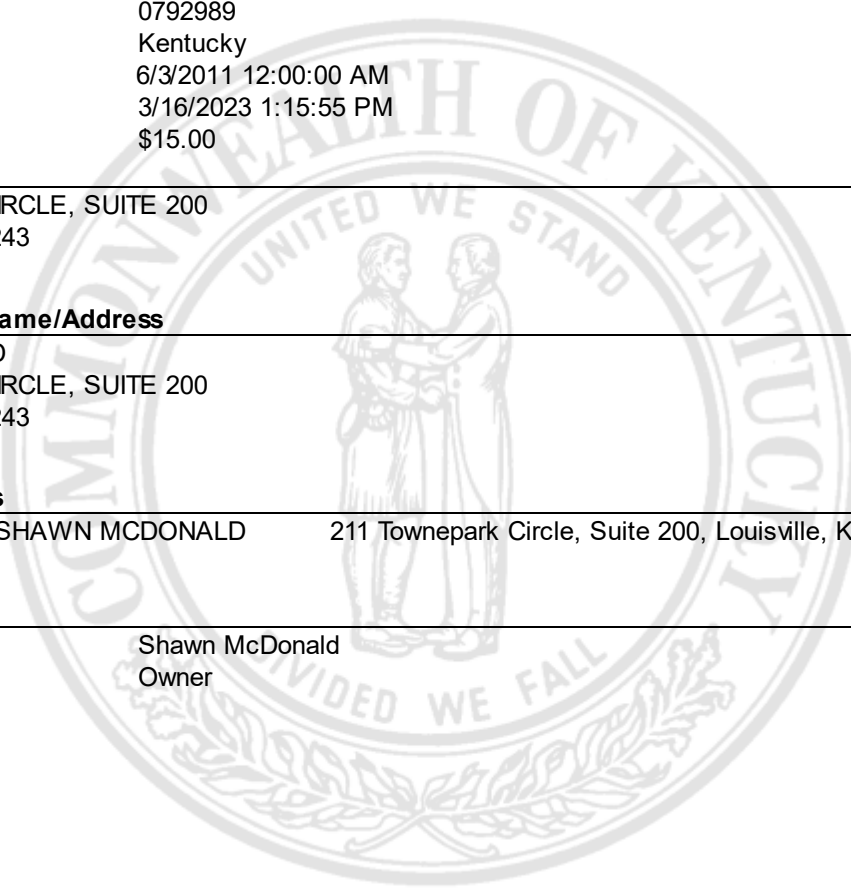 0792989
Kentucky
6/3/2011 12:00:00 AM
3/16/2023 1:15:55 PM
$15.00
RCLE, SUITE 200
243
ame/Address
D
RCLE, SUITE 200
243
s
SHAWN MCDONALD 211 Townepark Circle, Suite 200, Louisville, K
Shawn McDonald
Owner
COMMONWEALTH OF KENTUCKY
UNITED WE STAND
DIVIDED WE FALL